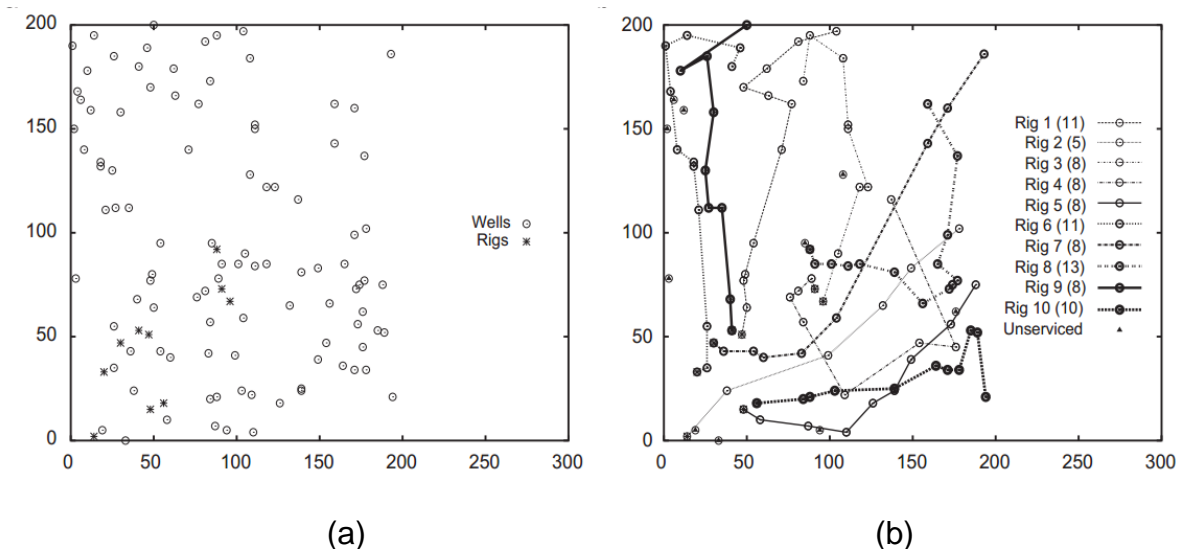 200
150
100
50
0
0 50 100 150 200 250 300
Wells
Rigs
(a)
200
150
100
50
0
0 50 100 150 200 250 300
Rig 1 (11)
Rig 2 (5)
Rig 3 (8)
Rig 4 (8)
Rig 5 (8)
Rig 6 (11)
Rig 7 (8)
Rig 8 (13)
Rig 9 (8)
Rig 10 (10)
Unserviced
(b)